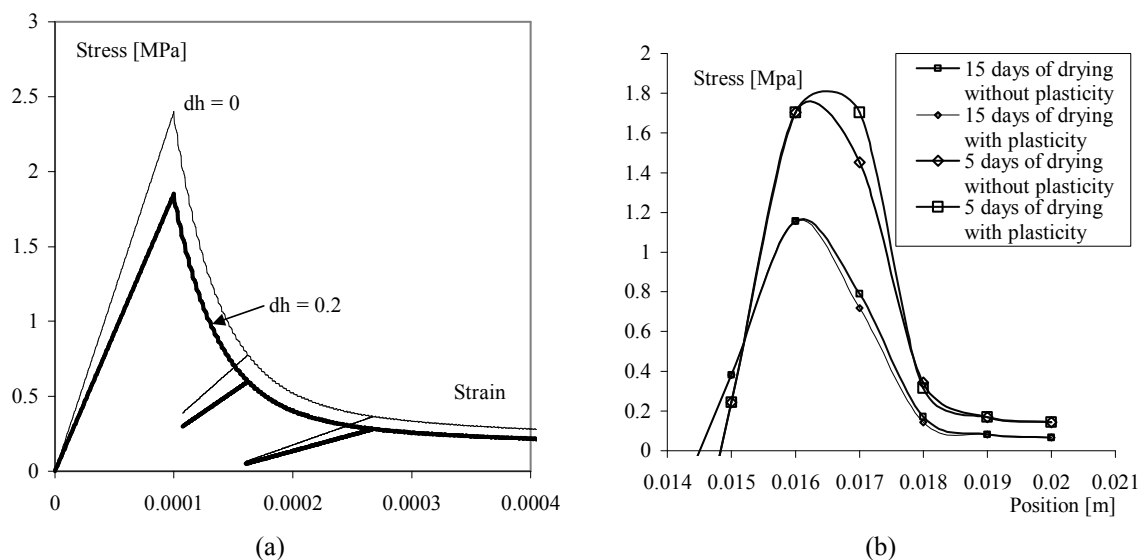 3
2.5
2
1.5
1
0.5
0
0
0.0001
0.0002
0.0003
0.0004
Stress [MPa]
dh = 0
dh = 0.2
Strain
(a)
2
1.8
1.6
1.4
1.2
1
0.8
0.6
0.4
0.2
0
0.014
0.015
0.016
0.017
0.018
0.019
0.02
0.021
Stress [Mpa]
Position [m]
15 days of drying
without plasticity
15 days of drying
with plasticity
5 days of drying
without plasticity
5 days of drying
with plasticity
(b)